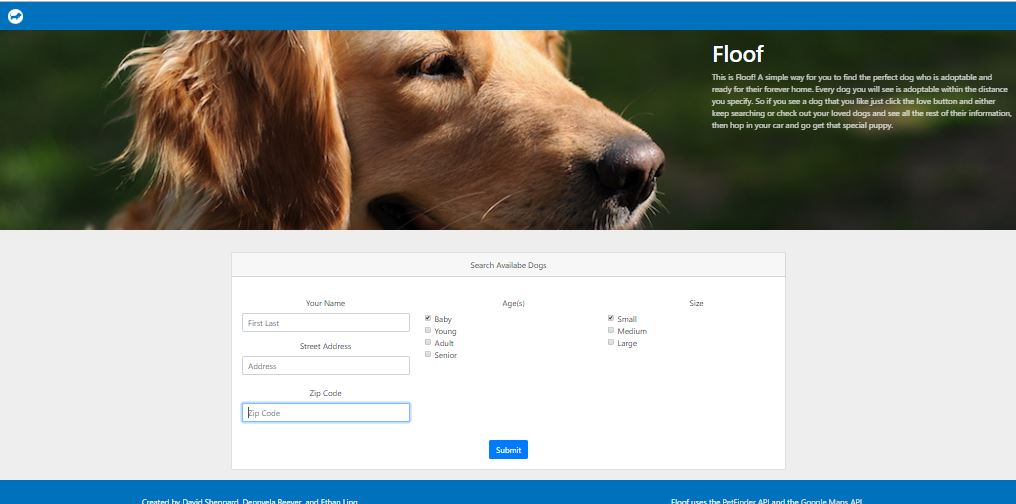 Floof
This is Floof! A simple way for you to find the perfect dog who is adoptable and
ready for their forever home. Every dog you will see is adoptable within the distance
you specify. So if you see a dog that you like just click the love button and either
keep searching or check out your loved dogs and see all the rest of their information,
then hop in your car and go get that special puppy.
Search Availabe Dogs
Your Name
First Last
Street Address
Address
Zip Code
Zip Code
Age(s)
Baby
Young
Adult
Senior
Size
Small
Medium
Large
Submit
Created by David Sheppard, Dennyela Reever, and Ethan Ling
Floof uses the PetFinder API and the Google Maps API